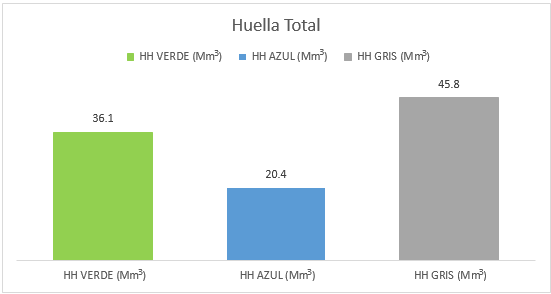 Huella Total
HH VERDE (Mm³) HH AZUL (Mm³) HH GRIS (Mm³)
45.8
36.1
20.4
HH VERDE (Mm³) HH AZUL (Mm³) HH GRIS (Mm³)